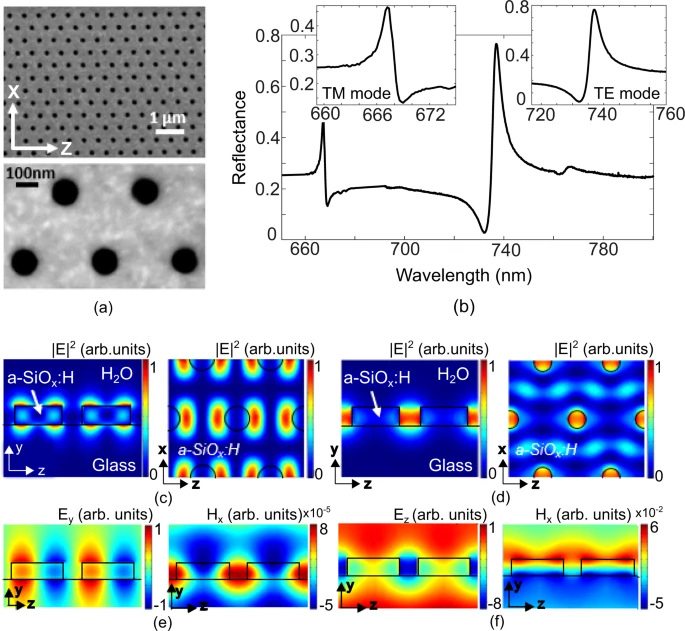 X
Z
1 µm
100nm
(a)
(b)
0.4
0.3
0.2
TM mode
660 666 672
0.8
0.4
0
TE mode
720 740 760
Reflectance
0.8
0.6
0.4
0.2
0
660 700 740 780
Wavelength (nm)
|E|² (arb.units)
a-SiOₓ:H
H₂O
y
z
Glass
1
0
|E|² (arb.units)
a-SiOₓ:H
x
z
1
0
(c)
|E|² (arb.units)
a-SiOₓ:H
H₂O
y
z
Glass
1
0
|E|² (arb.units)
a-SiOₓ:H
x
z
1
0
(d)
E_y (arb. units)
y
z
1
-1
Hₓ (arb. units) x10⁻⁵
y
z
8
-5
(e)
E_z (arb. units)
y
z
1
-8
Hₓ (arb. units) x10⁻²
y
z
6
-5
(f)